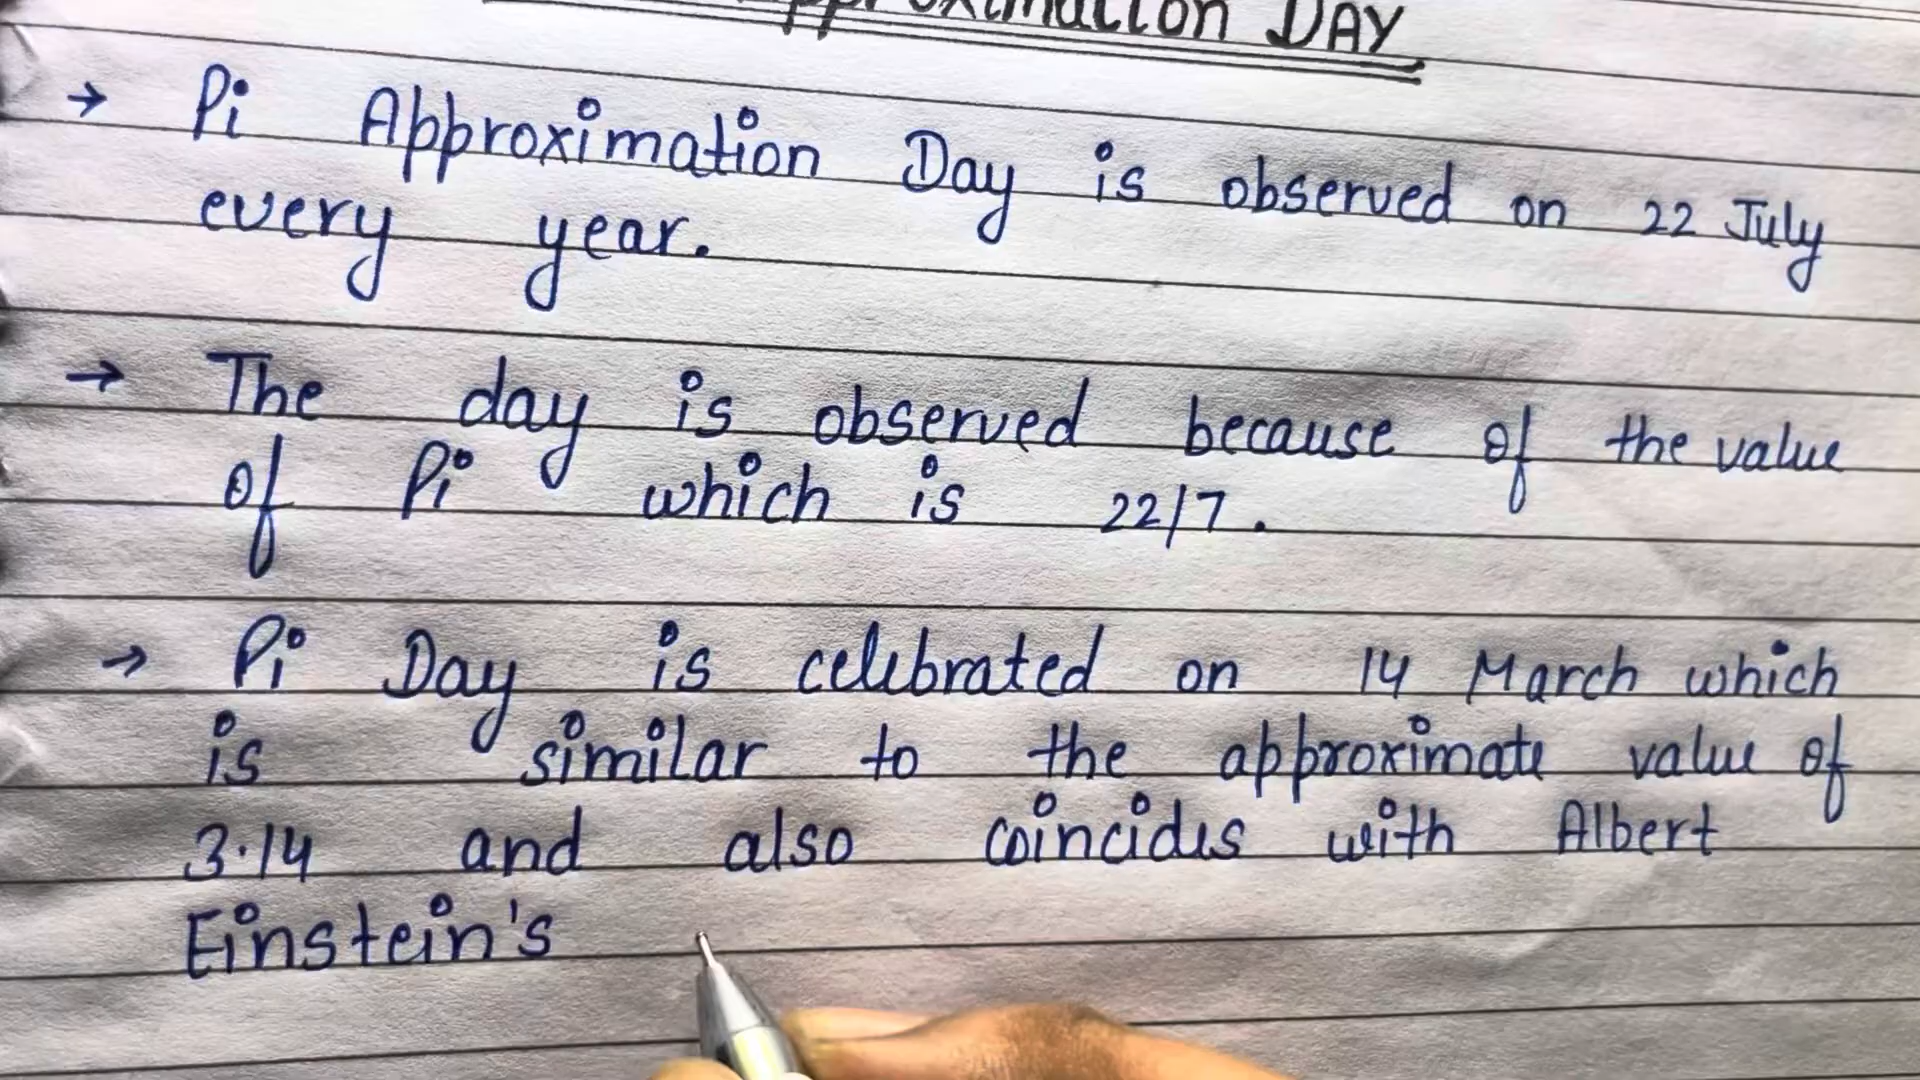 Approximation DAY
→ Pi Approximation Day is observed on 22 July
every year.
→ The day is observed because of the value
of Pi which is 22/7.
→ Pi Day is celebrated on 14 March which
is similar to the approximate value of
3.14 and also coincides with Albert
Einstein's